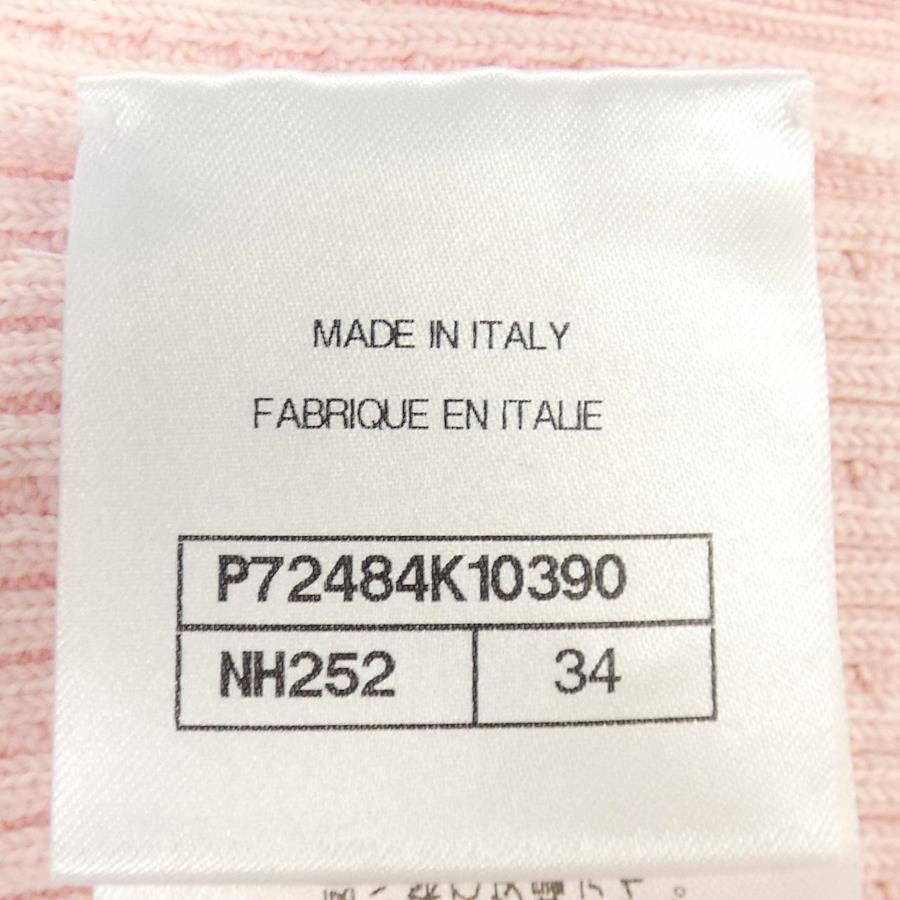 MADE IN ITALY
FABRIQUE EN ITALIE
P72484K10390
NH252 34